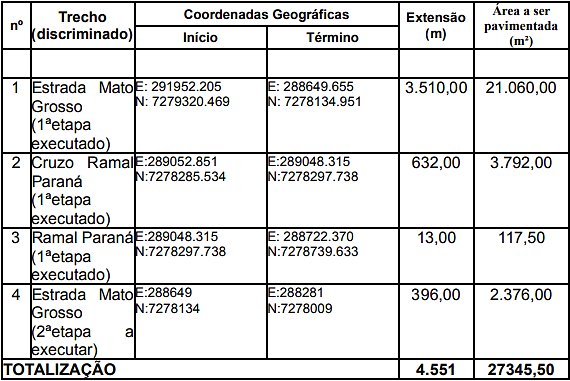 nº Trecho (discriminado) Coordenadas Geográficas Extensão (m) Área a ser pavimentada (m²)
Início Término
1 Estrada Mato Grosso (1ªetapa executado) E: 291952.205 N: 7279320.469 E: 288649.655 N: 7278134.951 3.510,00 21.060,00
2 Cruzo Ramal Paraná (1ªetapa executado) E:289052.851 N:7278285.534 E:289048.315 N:7278297.738 632,00 3.792,00
3 Ramal Paraná (1ªetapa executado) E:289048.315 N:7278297.738 E: 288722.370 N:7278739.633 13,00 117,50
4 Estrada Mato Grosso (2ªetapa a executar) E:288649 N:7278134 E:288281 N:7278009 396,00 2.376,00
TOTALIZAÇÃO 4.551 27345,50